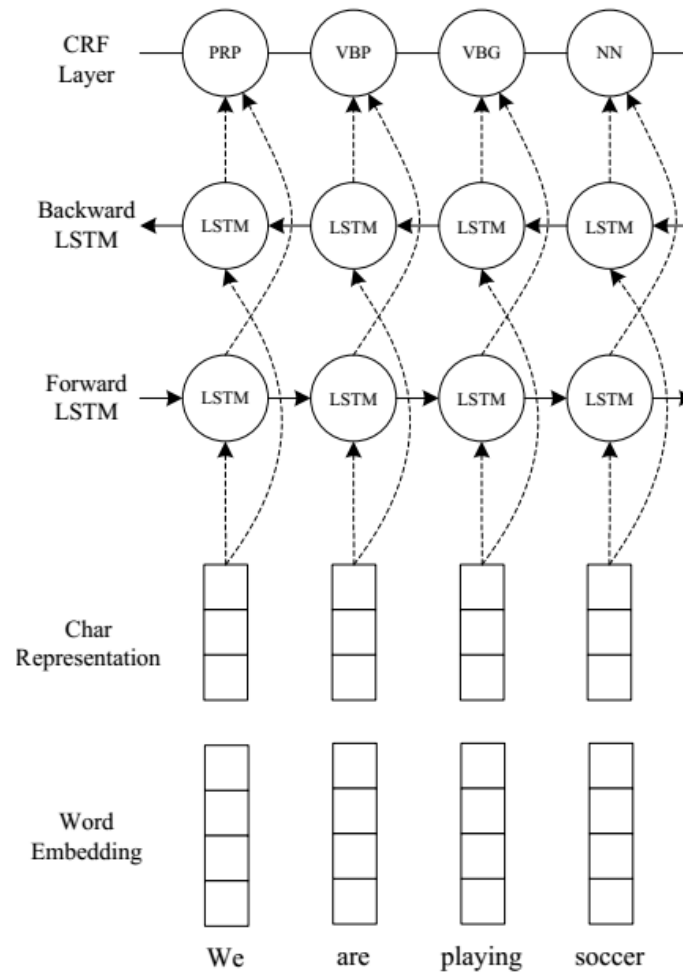 CRF
Layer
PRP VBP VBG NN
Backward
LSTM
LSTM LSTM LSTM LSTM
Forward
LSTM
LSTM LSTM LSTM LSTM
Char
Representation
Word
Embedding
We are playing soccer